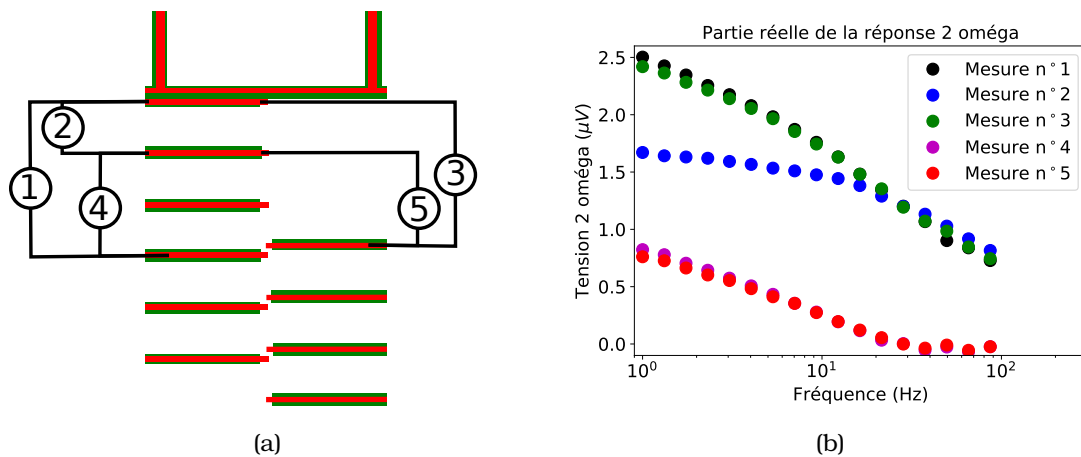 1
2
3
4
5
(a)
Partie réelle de la réponse 2 oméga
Tension 2 oméga (μV)
2.5
2.0
1.5
1.0
0.5
0.0
Mesure n°1
Mesure n°2
Mesure n°3
Mesure n°4
Mesure n°5
10⁰
10¹
10²
Fréquence (Hz)
(b)